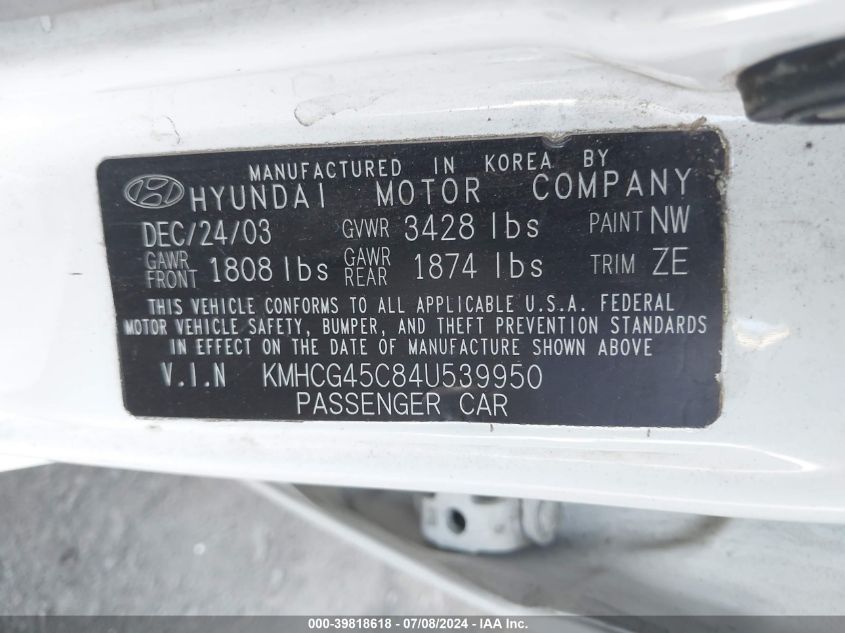 MANUFACTURED IN KOREA BY
HYUNDAI MOTOR COMPANY
DEC/24/03 GVWR 3428 lbs PAINT NW
GAWR FRONT 1808 lbs GAWR REAR 1874 lbs TRIM ZE
THIS VEHICLE CONFORMS TO ALL APPLICABLE U.S.A. FEDERAL
MOTOR VEHICLE SAFETY, BUMPER, AND THEFT PREVENTION STANDARDS
IN EFFECT ON THE DATE OF MANUFACTURE SHOWN ABOVE
V.I.N KMHCG45C84U539950
PASSENGER CAR
000-39818618 - 07/08/2024 - IAA, Inc.